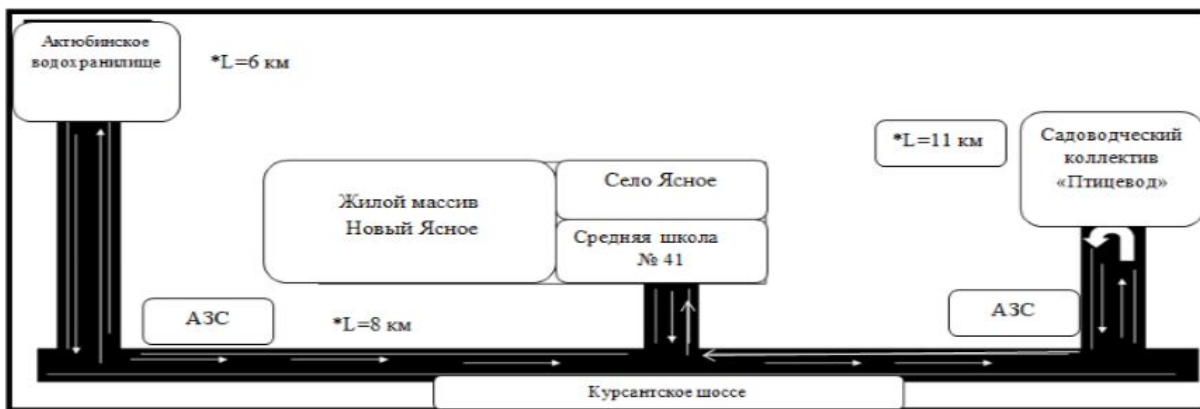 Актюбинское
водохранилище
*L=6 км
*L=11 км
Садоводческий
коллектив
«Птицевод»
Жилой массив
Новый Ясное
Село Ясное
Средняя школа
№ 41
АЗС
*L=8 км
АЗС
Курсантское шоссе